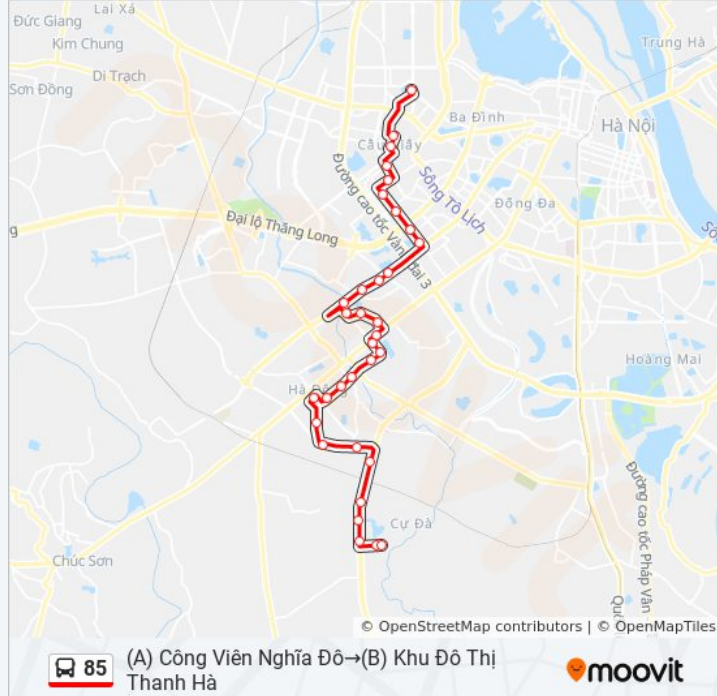 Lai Xá
Đức Giang
Kim Chung
Trung Hà
Di Trạch
Sơn Đồng
Ba Đình
Hà Nội
Cầu Giấy
Sông Tô Lịch
Đống Đa
Đường cao tốc Vành đai 3
Đại lộ Thăng Long
Hoàng Mai
Hà Đông
Đường cao tốc Pháp Vân
Cự Đà
Chúc Sơn
© OpenStreetMap contributors | © OpenMapTiles
85
(A) Công Viên Nghĩa Đô→(B) Khu Đô Thị
Thanh Hà
moovit